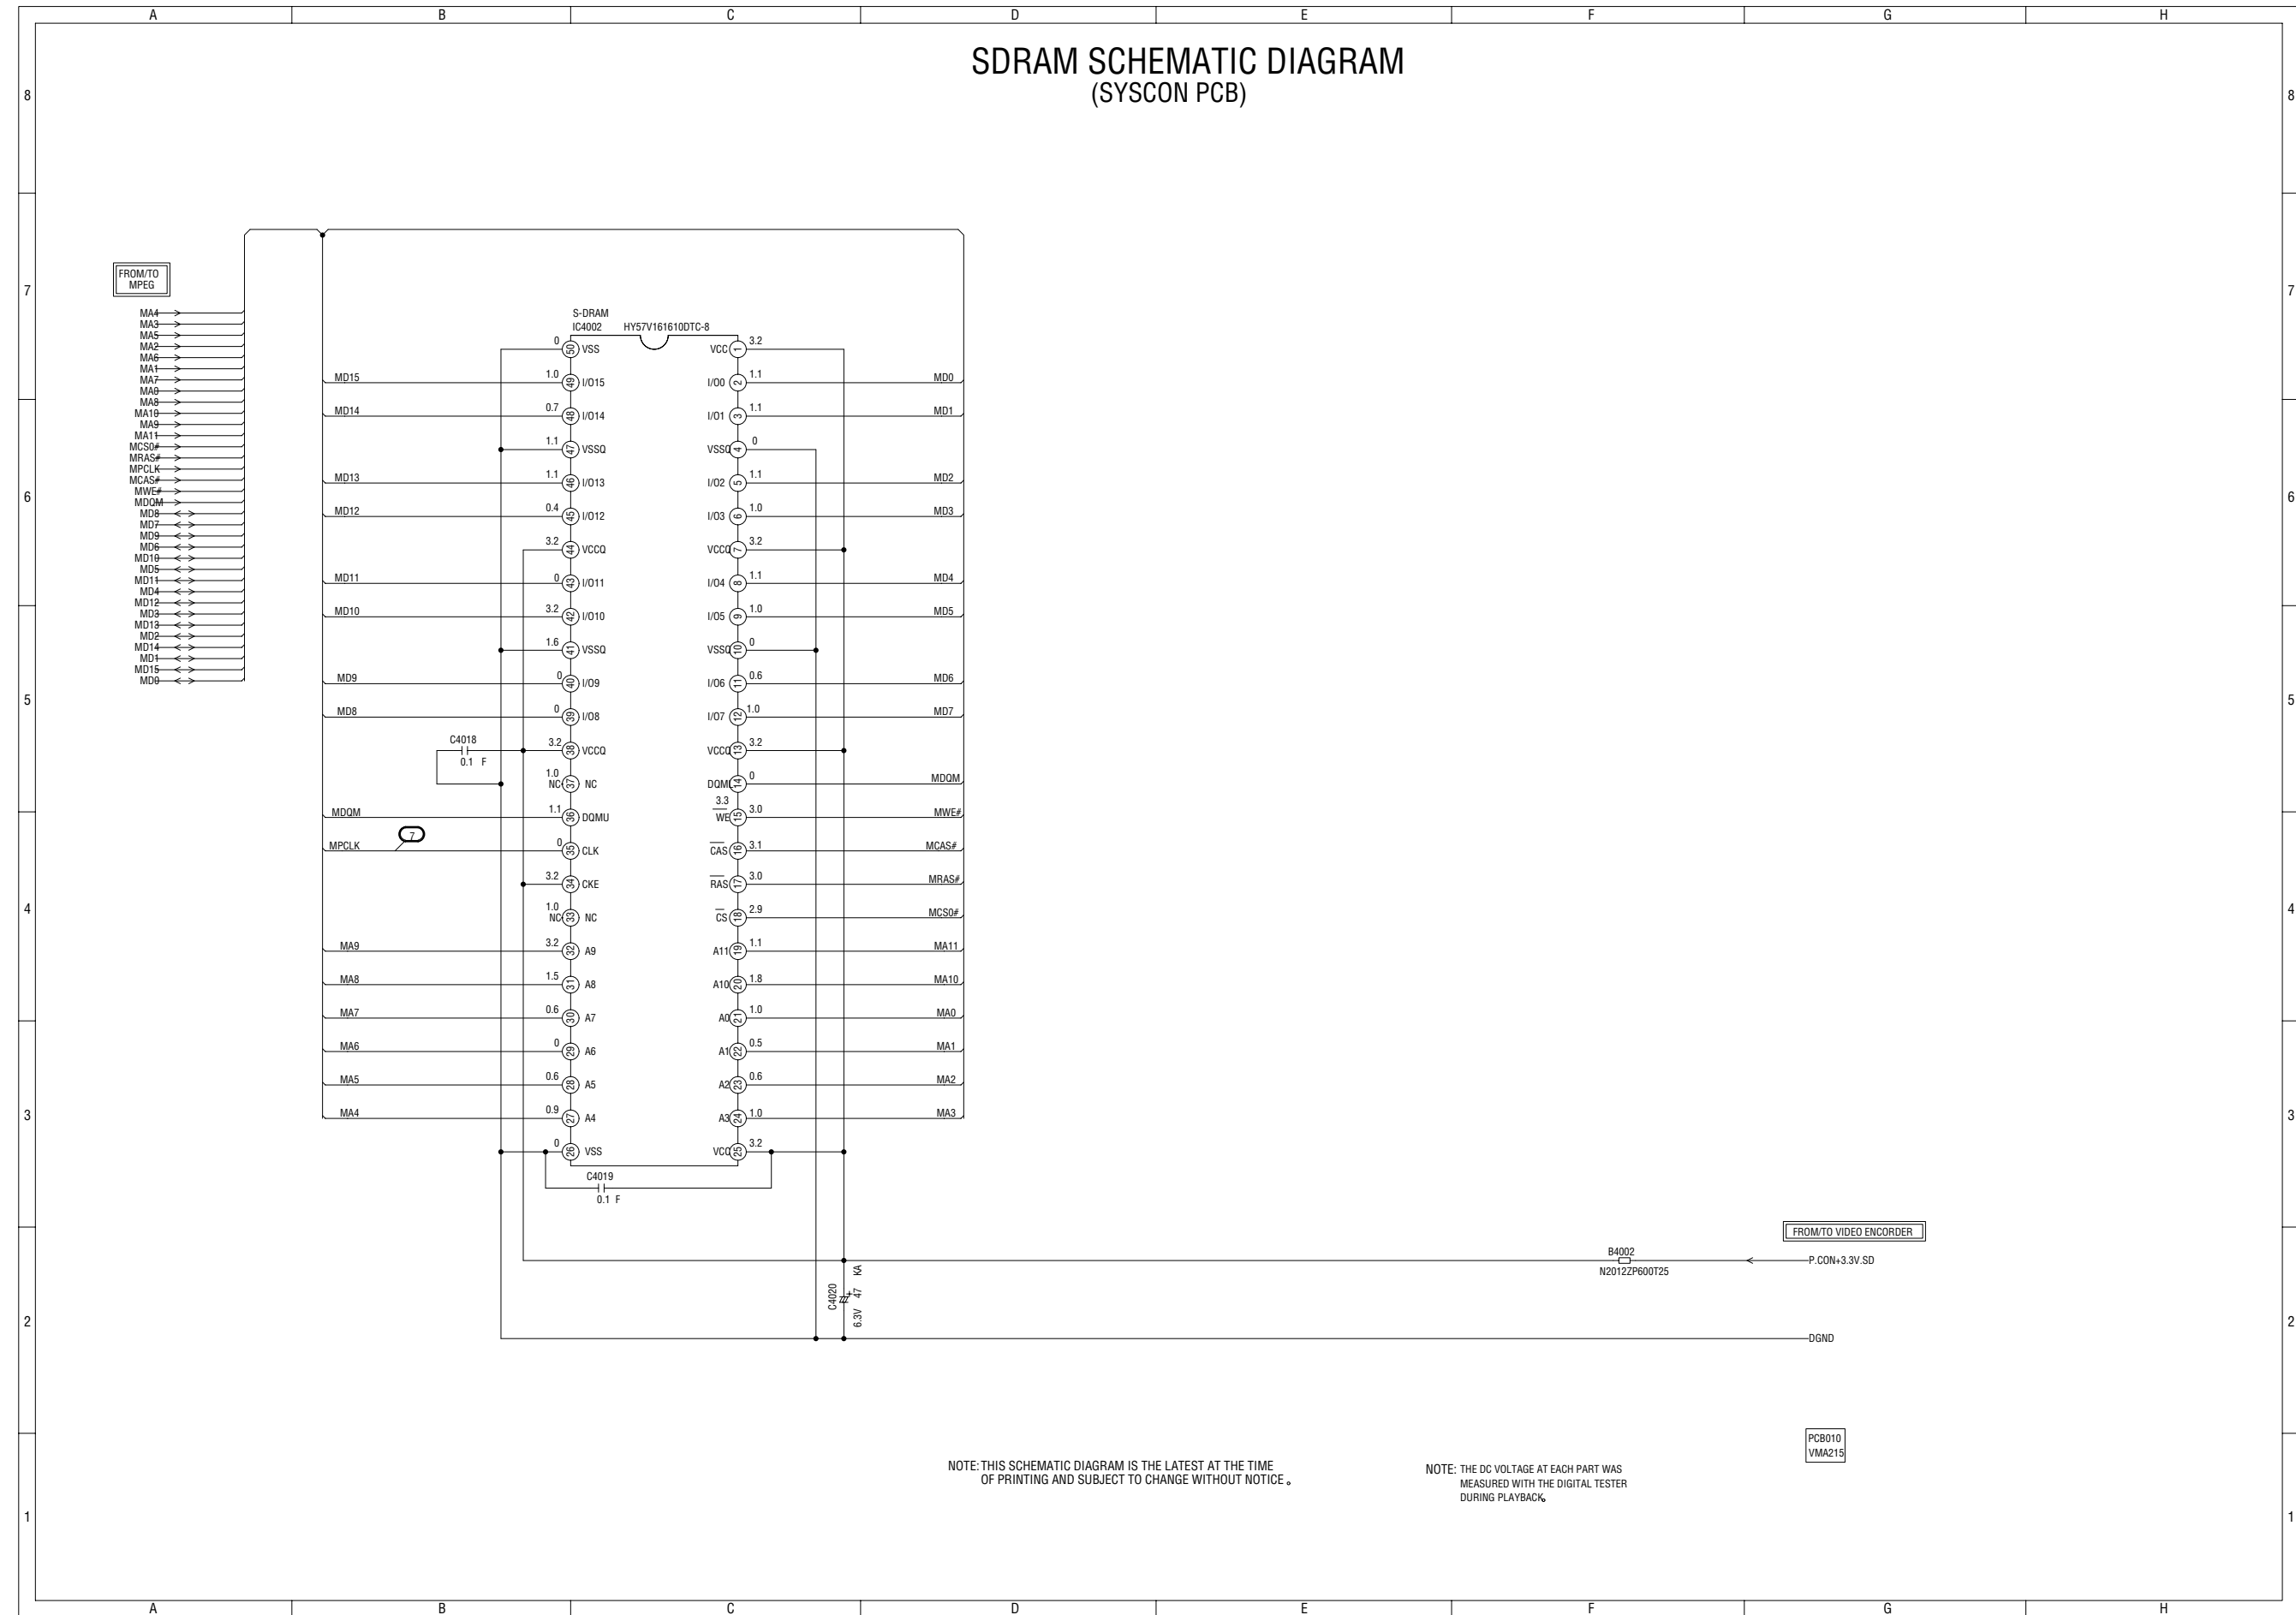 A B C D E F G H
SDRAM SCHEMATIC DIAGRAM
(SYSCON PCB)
8 8
7 7
6 6
5 5
4 4
3 3
2 2
1 1
FROM/TO
MPEG
MA4
MA3
MA5
MA2
MA6
MA1
MA7
MA0
MA8
MA10
MA9
MA11
MCS0#
MRAS#
MPCLK
MCAS#
MWE#
MDQM
MD8
MD7
MD9
MD6
MD10
MD5
MD11
MD4
MD12
MD3
MD13
MD2
MD14
MD1
MD15
MD0
S-DRAM
IC4002 HY57V161610DTC-8
0 50 VSS VCC 1 3.2
MD15 1.0 49 I/O15 I/O0 2 1.1 MD0
MD14 0.7 48 I/O14 I/O1 3 1.1 MD1
1.1 47 VSSQ VSSQ 4 0
MD13 1.1 46 I/O13 I/O2 5 1.1 MD2
MD12 0.4 45 I/O12 I/O3 6 1.0 MD3
3.2 44 VCCQ VCCQ 7 3.2
MD11 0 43 I/O11 I/O4 8 1.1 MD4
MD10 3.2 42 I/O10 I/O5 9 1.0 MD5
1.6 41 VSSQ VSSQ 10 0
MD9 0 40 I/O9 I/O6 11 0.6 MD6
MD8 0 39 I/O8 I/O7 12 1.0 MD7
C4018
0.1 F
3.2 38 VCCQ VCCQ 13 3.2
1.0
NC 37 NC DQML 14 0 MDQM
3.3
MDQM 1.1 36 DQMU WE 15 3.0 MWE#
7
MPCLK 0 35 CLK CAS 16 3.1 MCAS#
3.2 34 CKE RAS 17 3.0 MRAS#
1.0
NC 33 NC CS 18 2.9 MCS0#
MA9 3.2 32 A9 A11 19 1.1 MA11
MA8 1.5 31 A8 A10 20 1.8 MA10
MA7 0.6 30 A7 A0 21 1.0 MA0
MA6 0 29 A6 A1 22 0.5 MA1
MA5 0.6 28 A5 A2 23 0.6 MA2
MA4 0.9 27 A4 A3 24 1.0 MA3
0 26 VSS VCC 25 3.2
C4019
0.1 F
FROM/TO VIDEO ENCORDER
B4002
N2012ZP600T25
P.CON+3.3V.SD
C4020
+
6.3V 47 KA
DGND
PCB010
VMA215
NOTE: THIS SCHEMATIC DIAGRAM IS THE LATEST AT THE TIME
OF PRINTING AND SUBJECT TO CHANGE WITHOUT NOTICE 。
NOTE: THE DC VOLTAGE AT EACH PART WAS
MEASURED WITH THE DIGITAL TESTER
DURING PLAYBACK。
A B C D E F G H